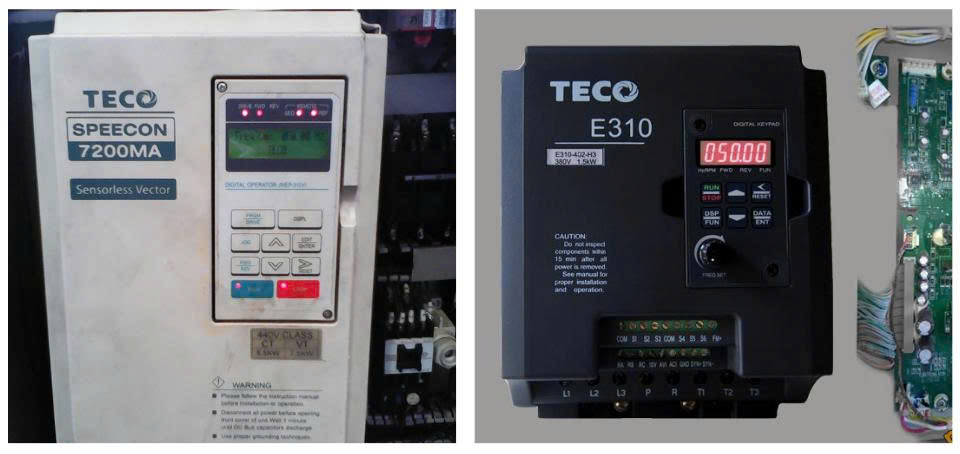 TECO
SPEECON
7200MA
Sensorless Vector
DRIVE FWD REV REMOTE
SEQ REF
DIGITAL OPERATOR
PRGM
DRIVE
DSPL
JOG
EDIT
ENTER
FWD
REV
RESET
RUN
STOP
440V CLASS
CT VT
5.5KW 7.5KW
WARNING
Please follow the instruction manual
before installation or operation.
Disconnect all power before opening
front cover of unit. Wait 1 minute
until DC Bus capacitors discharge.
Use proper grounding techniques.
TECO
E310
E310-402-H3
380V 1.5kW
DIGITAL KEYPAD
050.00
Hz/RPM FWD REV FUN
RUN
STOP
RESET
DSP
FUN
DATA
ENT
FREQ.SET
CAUTION:
Do not inspect
components within
15 min after all
power is removed.
See manual for
proper installation
and operation.
COM S1 S2 S3 COM S4 S5 S6 FM+
RA RB RC 10V AVI ACI GND SYN+ SYN-
L1 L2 L3 P R T1 T2 T3